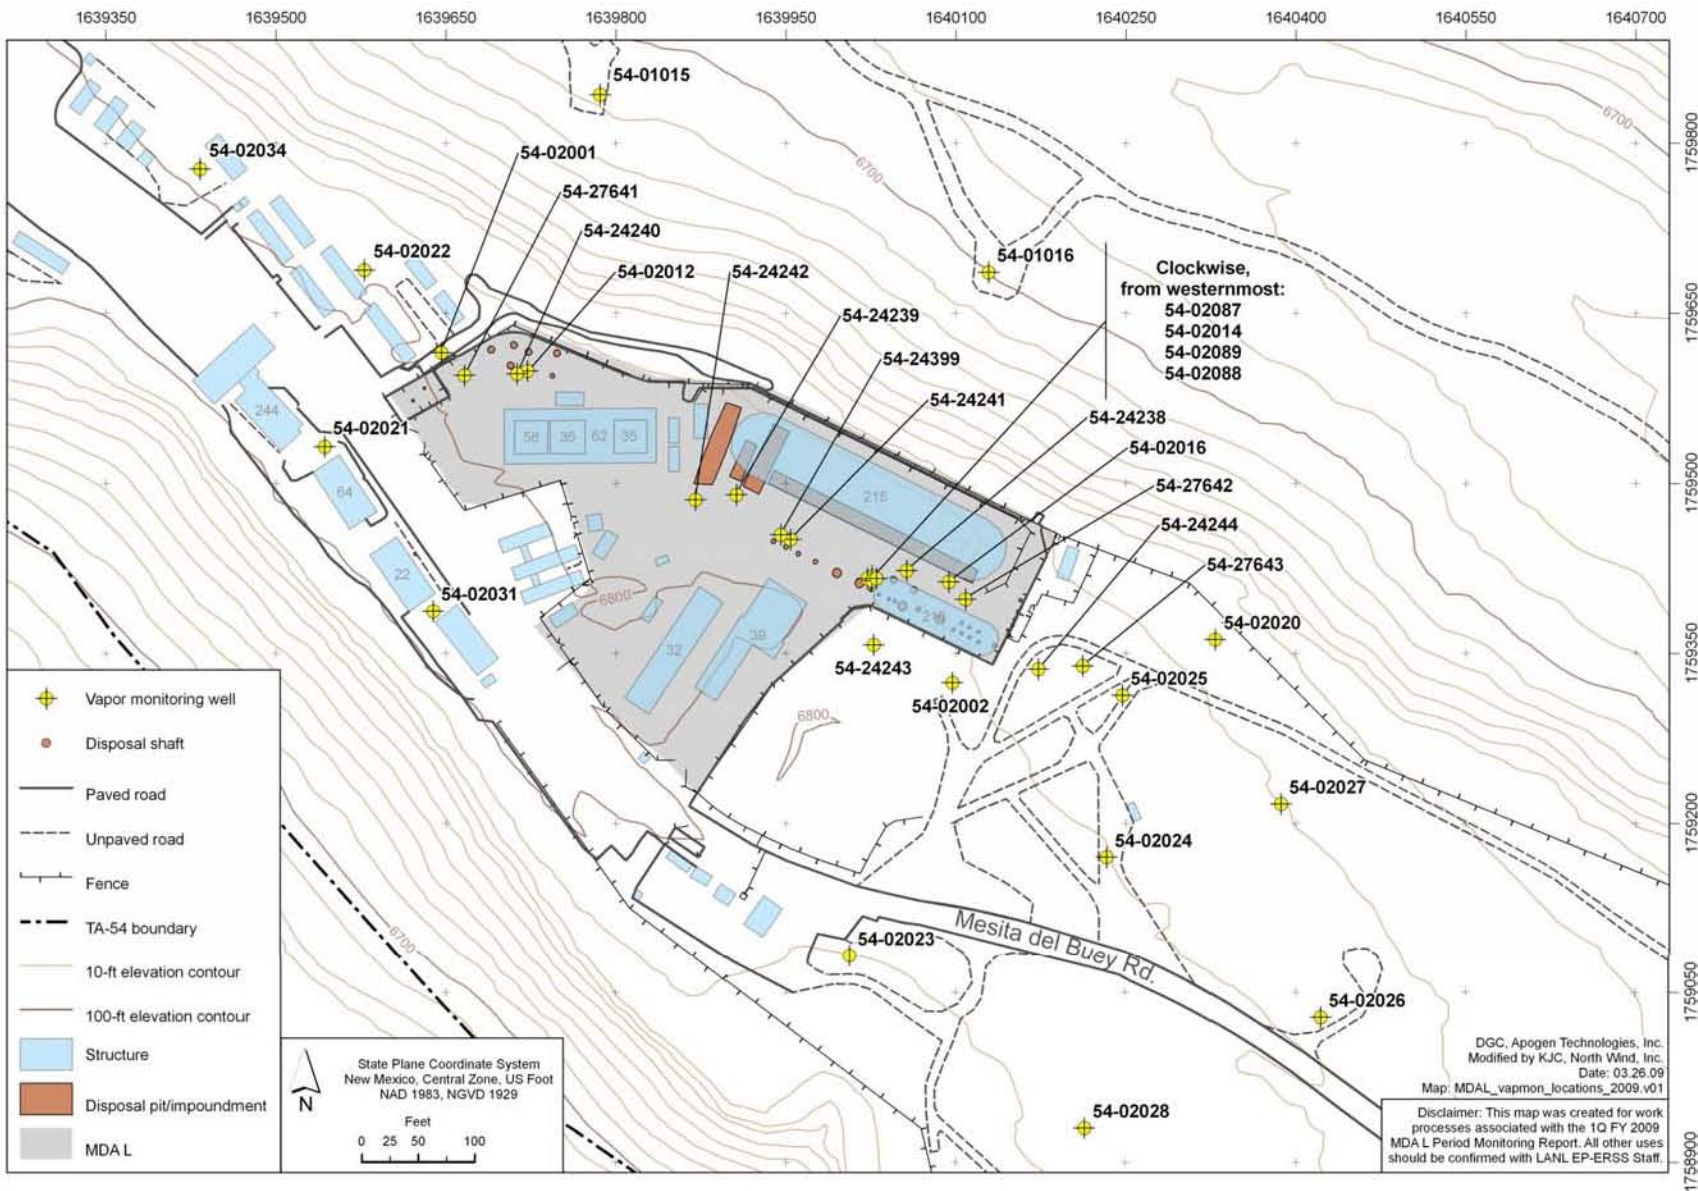 1639350
1639500
1639650
1639800
1639950
1640100
1640250
1640400
1640550
1640700
54-01015
6700
1759800
54-02034
54-02001
6700
54-27641
54-24240
54-02022
54-02012
54-24242
54-01016
Clockwise,
from westernmost:
54-02087
54-02014
54-02089
54-02088
1759650
54-24239
54-24399
54-24241
54-24238
244
54-02021
58
36
62
35
54-02016
64
215
54-27642
1759500
54-24244
22
54-27643
54-02031
6800
32
39
54-02020
1759350
54-24243
54-02025
54-02002
6800
54-02027
1759200
54-02024
Mesita del Buey Rd
54-02023
6700
54-02026
1759050
54-02028
1758900
Vapor monitoring well
Disposal shaft
Paved road
Unpaved road
Fence
TA-54 boundary
10-ft elevation contour
100-ft elevation contour
Structure
Disposal pit/impoundment
MDA L
N
State Plane Coordinate System
New Mexico, Central Zone, US Foot
NAD 1983, NGVD 1929
Feet
0 25 50 100
DGC, Apogen Technologies, Inc.
Modified by KJC, North Wind, Inc.
Date: 03.26.09
Map: MDAL_vapmon_locations_2009.v01
Disclaimer: This map was created for work
processes associated with the 1Q FY 2009
MDA L Period Monitoring Report. All other uses
should be confirmed with LANL EP-ERSS Staff.